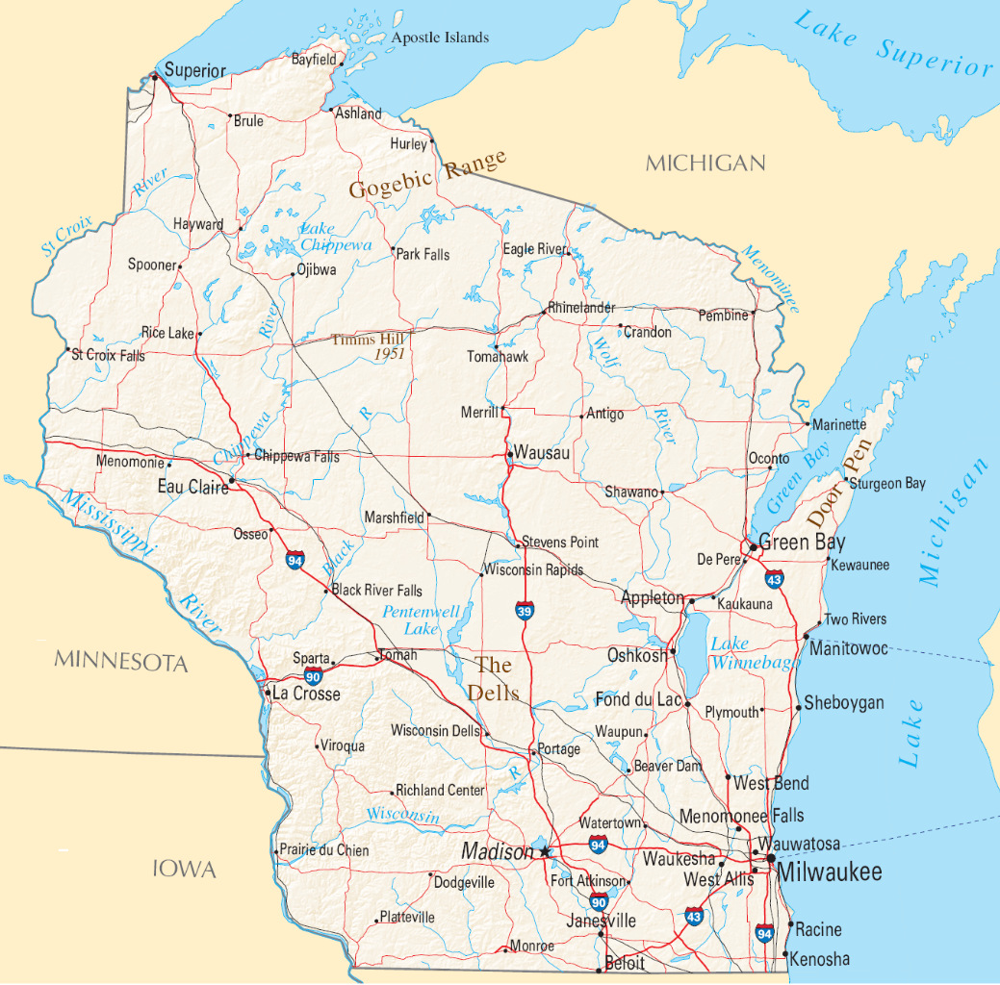 Apostle Islands
Lake Superior
Bayfield
Superior
Ashland
Brule
Hurley
MICHIGAN
Gogebic Range
River
St Croix
Hayward
Lake
Chippewa
Park Falls
Eagle River
Menominee
Spooner
Ojibwa
River
Rhinelander
Pembine
Rice Lake
Timms Hill
1951
Crandon
St Croix Falls
Tomahawk
Wolf
R
R
Merrill
Antigo
River
Marinette
Chippewa
Chippewa Falls
Wausau
Menomonie
Oconto
Green Bay
Door Pen
Eau Claire
Shawano
Sturgeon Bay
Michigan
Mississippi
Marshfield
Osseo
Stevens Point
Green Bay
94
Black
Wisconsin Rapids
De Pere
Kewaunee
43
Black River Falls
River
Appleton
Kaukauna
39
Pentenwell
Lake
Two Rivers
Lake
Winnebago
Manitowoc
MINNESOTA
Sparta
Tomah
Oshkosh
The
Dells
90
La Crosse
Fond du Lac
Plymouth
Sheboygan
Lake
Wisconsin Dells
Waupun
Viroqua
Portage
Beaver Dam
R
West Bend
Richland Center
Wisconsin
Watertown
Menomonee Falls
Prairie du Chien
Madison
94
Wauwatosa
Waukesha
IOWA
Milwaukee
Dodgeville
Fort Atkinson
West Allis
90
43
Platteville
Janesville
94
Racine
Monroe
Beloit
Kenosha